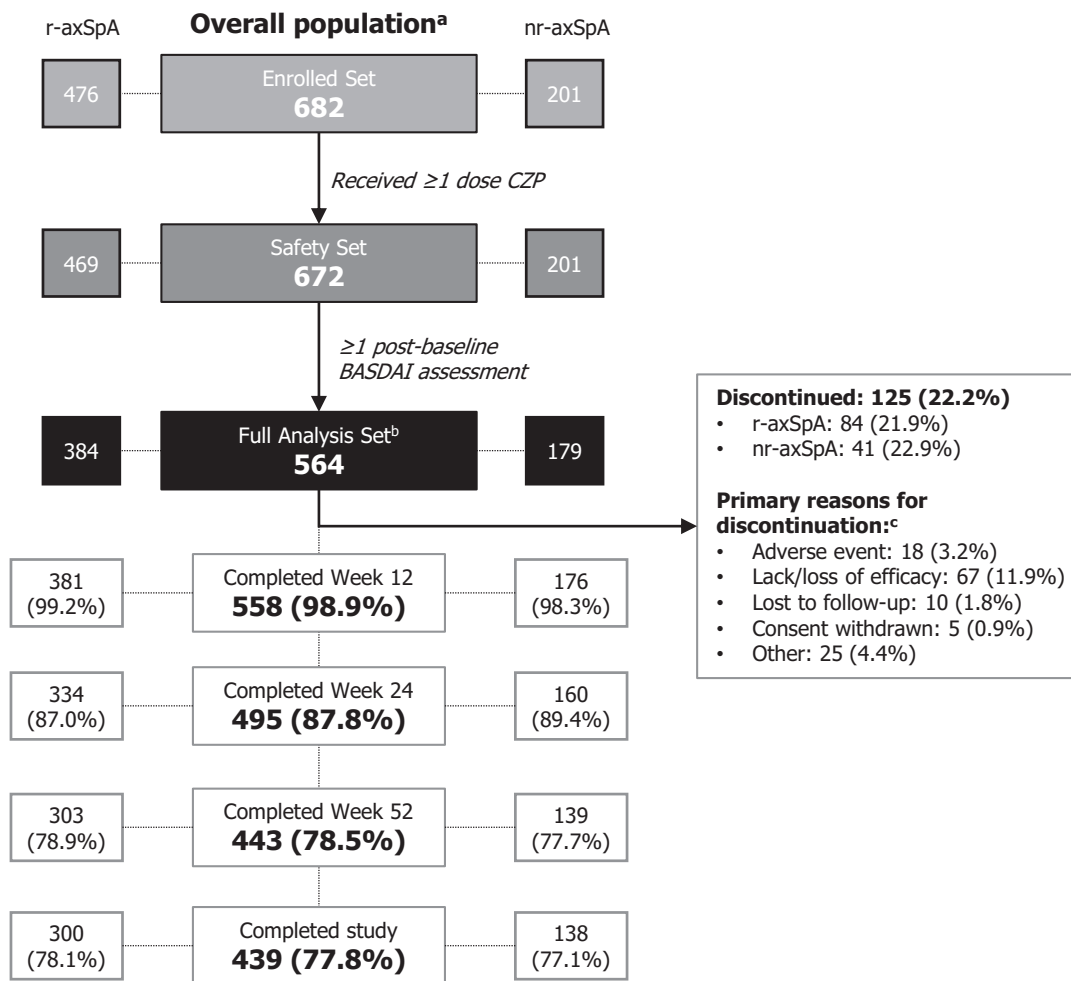 r-axSpA Overall populationᵃ nr-axSpA
476 Enrolled Set 201
682
Received ≥1 dose CZP
469 Safety Set 201
672
≥1 post-baseline
BASDAI assessment
384 Full Analysis Setᵇ 179
564
Discontinued: 125 (22.2%)
• r-axSpA: 84 (21.9%)
• nr-axSpA: 41 (22.9%)
Primary reasons for
discontinuation:ᶜ
• Adverse event: 18 (3.2%)
• Lack/loss of efficacy: 67 (11.9%)
• Lost to follow-up: 10 (1.8%)
• Consent withdrawn: 5 (0.9%)
• Other: 25 (4.4%)
381 Completed Week 12 176
(99.2%) 558 (98.9%) (98.3%)
334 Completed Week 24 160
(87.0%) 495 (87.8%) (89.4%)
303 Completed Week 52 139
(78.9%) 443 (78.5%) (77.7%)
300 Completed study 138
(78.1%) 439 (77.8%) (77.1%)